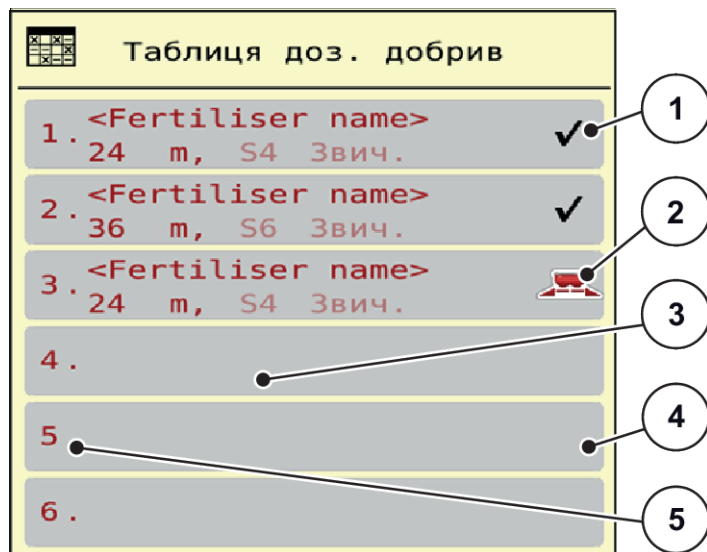 Таблиця доз. добрив
1. <Fertiliser name>
24 m, S4 Звич.
2. <Fertiliser name>
36 m, S6 Звич.
3. <Fertiliser name>
24 m, S4 Звич.
4.
5
6.
1
2
3
4
5